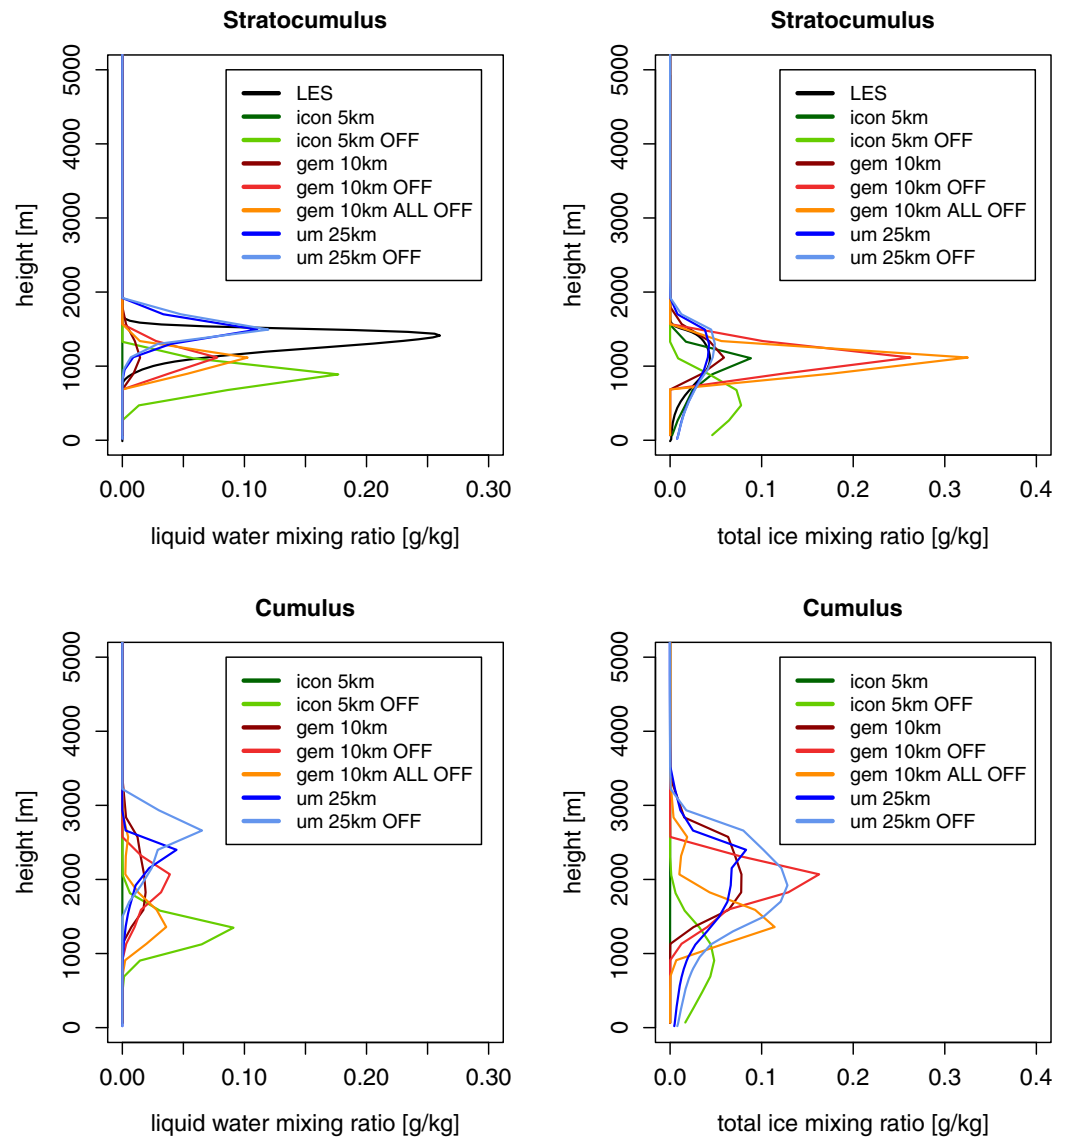 Stratocumulus
height [m]
5000
4000
3000
2000
1000
0
LES
icon 5km
icon 5km OFF
gem 10km
gem 10km OFF
gem 10km ALL OFF
um 25km
um 25km OFF
0.00 0.10 0.20 0.30
liquid water mixing ratio [g/kg]
Stratocumulus
height [m]
5000
4000
3000
2000
1000
0
LES
icon 5km
icon 5km OFF
gem 10km
gem 10km OFF
gem 10km ALL OFF
um 25km
um 25km OFF
0.0 0.1 0.2 0.3 0.4
total ice mixing ratio [g/kg]
Cumulus
height [m]
5000
4000
3000
2000
1000
0
icon 5km
icon 5km OFF
gem 10km
gem 10km OFF
gem 10km ALL OFF
um 25km
um 25km OFF
0.00 0.10 0.20 0.30
liquid water mixing ratio [g/kg]
Cumulus
height [m]
5000
4000
3000
2000
1000
0
icon 5km
icon 5km OFF
gem 10km
gem 10km OFF
gem 10km ALL OFF
um 25km
um 25km OFF
0.0 0.1 0.2 0.3 0.4
total ice mixing ratio [g/kg]